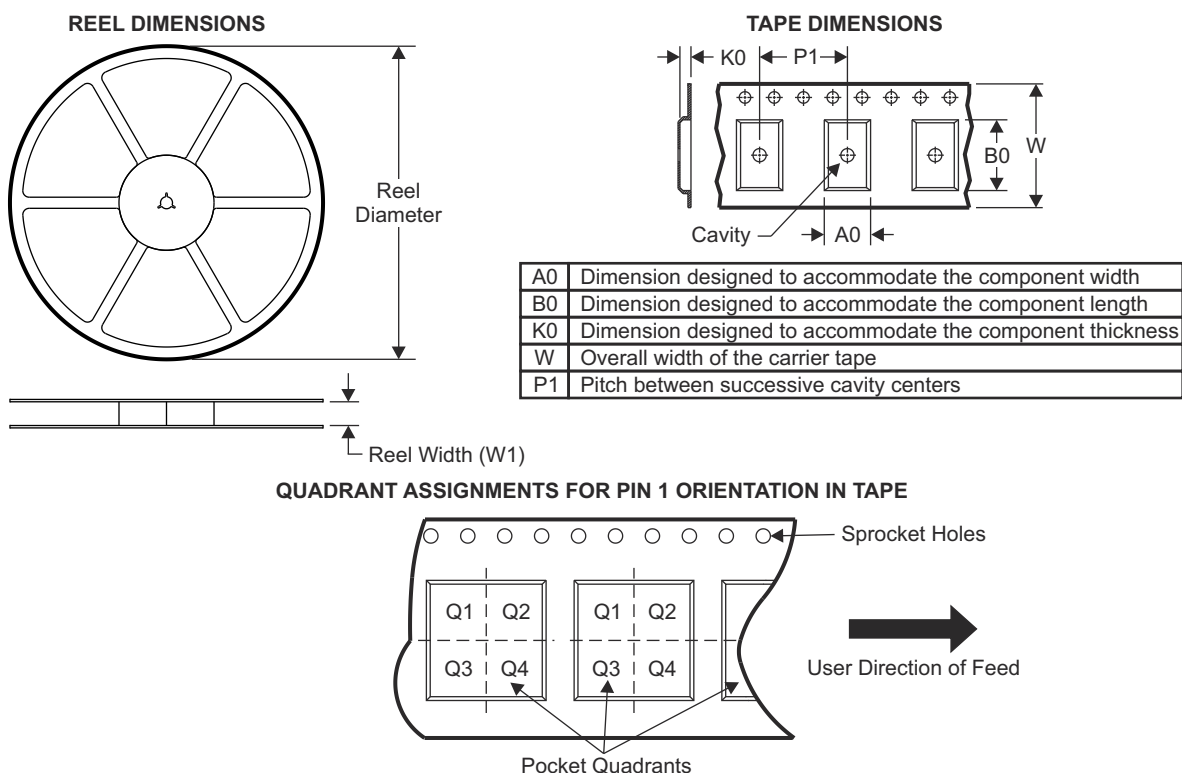 REEL DIMENSIONS
Reel
Diameter
Reel Width (W1)
TAPE DIMENSIONS
K0
P1
W
B0
Cavity
A0
A0 Dimension designed to accommodate the component width
B0 Dimension designed to accommodate the component length
K0 Dimension designed to accommodate the component thickness
W Overall width of the carrier tape
P1 Pitch between successive cavity centers
QUADRANT ASSIGNMENTS FOR PIN 1 ORIENTATION IN TAPE
Sprocket Holes
Q1 Q2 Q1 Q2
Q3 Q4 Q3 Q4
User Direction of Feed
Pocket Quadrants